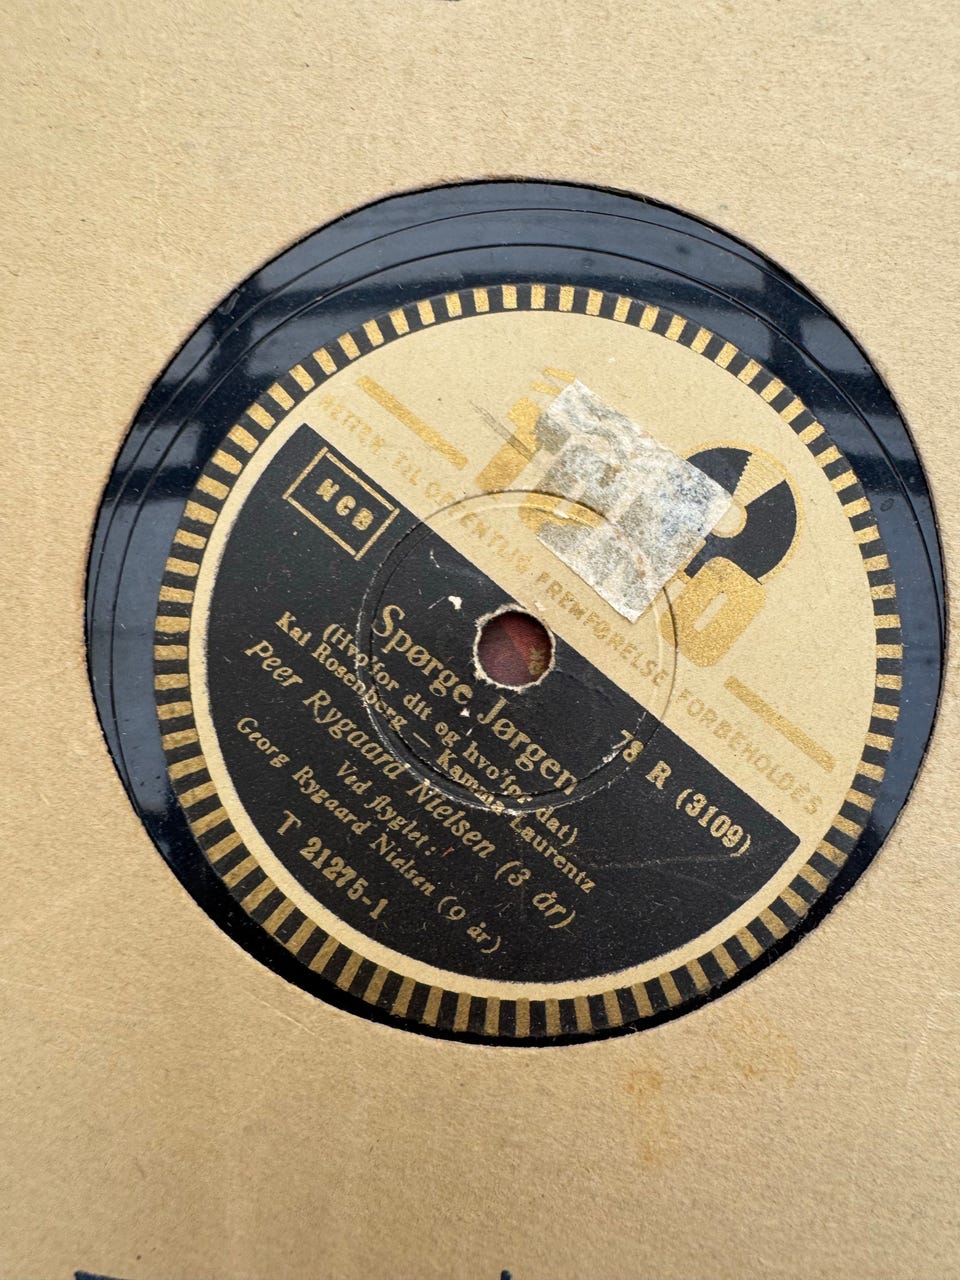 RETTEN TIL OFFENTLIG FREMFØRELSE FORBEHOLDES
NCB
78 R (3109)
Spørge Jørgen
(Hvo'for dit og hvo'for dat)
Kai Rosenberg — Kamma Laurentz
Peer Rygaard Nielsen (3 år)
Ved flyglet:
Georg Rygaard Nielsen (9 år)
T 21275-1